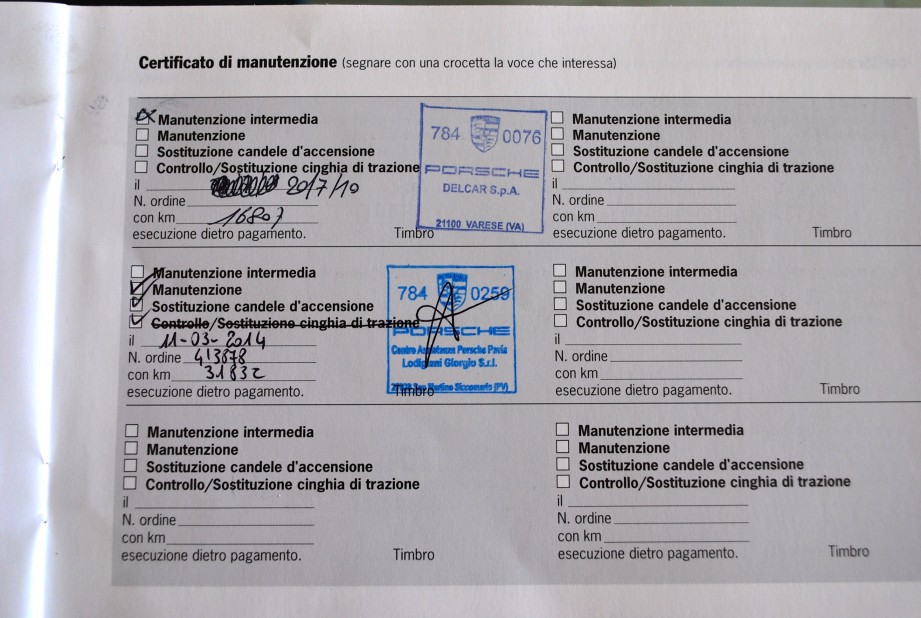 Certificato di manutenzione (segnare con una crocetta la voce che interessa)
Manutenzione intermedia
Manutenzione
Sostituzione candele d'accensione
Controllo/Sostituzione cinghia di trazione
il 20/7/10
N. ordine
con km 16807
esecuzione dietro pagamento. Timbro
784 0076
PORSCHE
DELCAR S.p.A.
21100 VARESE (VA)
Manutenzione intermedia
Manutenzione
Sostituzione candele d'accensione
Controllo/Sostituzione cinghia di trazione
il
N. ordine
con km
esecuzione dietro pagamento. Timbro
Manutenzione intermedia
Manutenzione
Sostituzione candele d'accensione
Controllo/Sostituzione cinghia di trazione
il 11-03-2014
N. ordine 413878
con km 31832
esecuzione dietro pagamento. Timbro
784 0259
PORSCHE
Centro Assistenza Porsche Pavia
Lodigiani Giorgio S.r.l.
San Martino Siccomario (PV)
Manutenzione intermedia
Manutenzione
Sostituzione candele d'accensione
Controllo/Sostituzione cinghia di trazione
il
N. ordine
con km
esecuzione dietro pagamento. Timbro
Manutenzione intermedia
Manutenzione
Sostituzione candele d'accensione
Controllo/Sostituzione cinghia di trazione
il
N. ordine
con km
esecuzione dietro pagamento. Timbro
Manutenzione intermedia
Manutenzione
Sostituzione candele d'accensione
Controllo/Sostituzione cinghia di trazione
il
N. ordine
con km
esecuzione dietro pagamento. Timbro